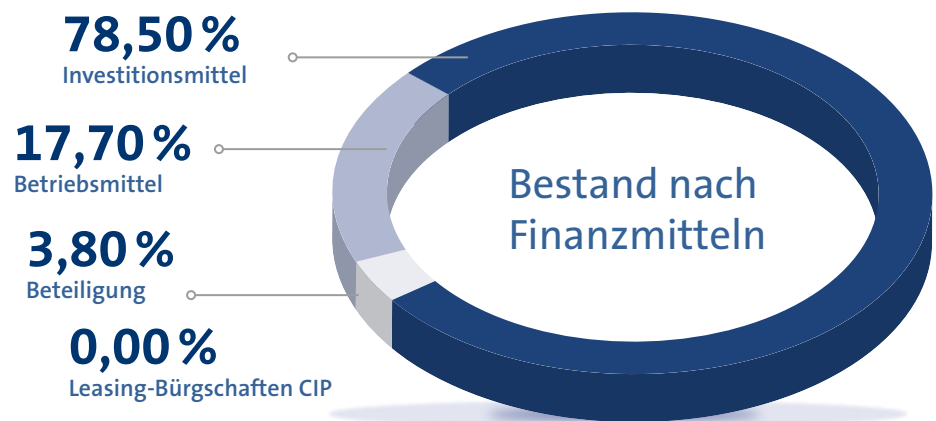 78,50 %
Investitionsmittel
17,70 %
Betriebsmittel
3,80 %
Beteiligung
0,00 %
Leasing-Bürgschaften CIP
Bestand nach
Finanzmitteln